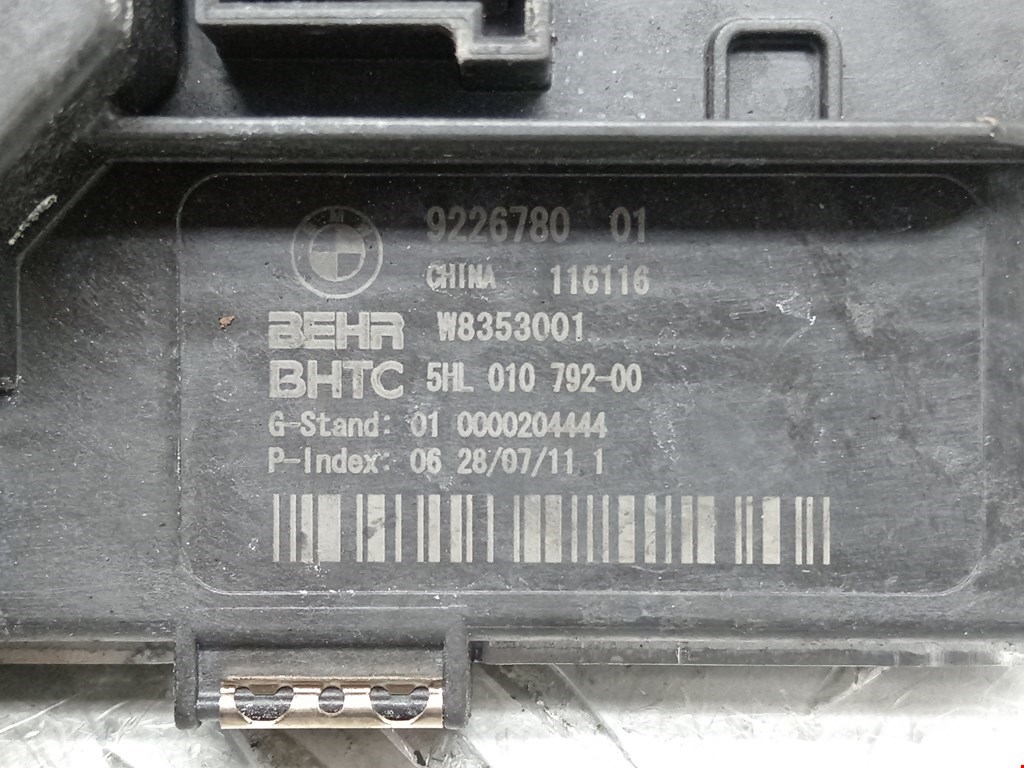 BMW
9226780 01
CHINA 116116
BEHR W8353001
BHTC 5HL 010 792-00
G-Stand: 01 0000204444
P-Index: 06 28/07/11 1